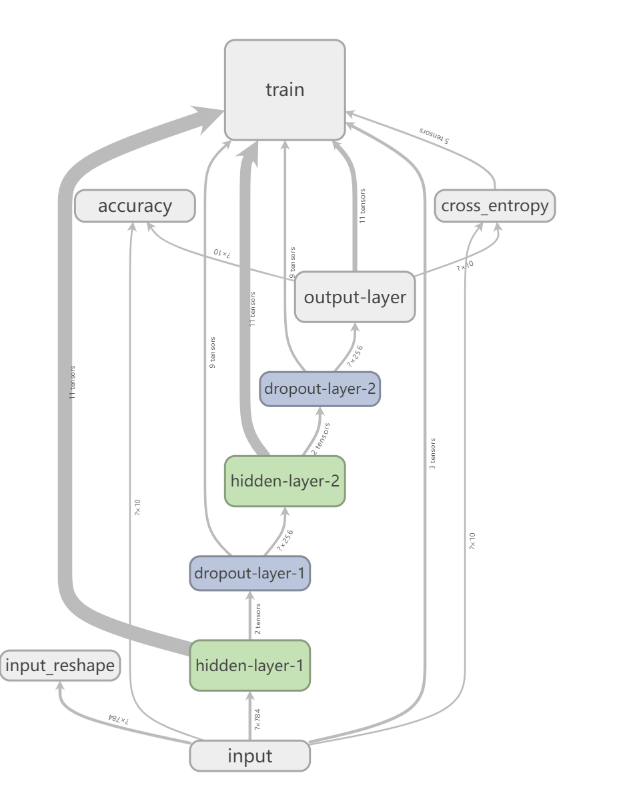 train
5 tensors
accuracy
cross_entropy
11 tensors
?×10
?×10
9 tensors
output-layer
11 tensors
9 tensors
?×256
11 tensors
dropout-layer-2
2 tensors
3 tensors
hidden-layer-2
?×10
?×256
?×10
dropout-layer-1
2 tensors
input_reshape
hidden-layer-1
?×784
?×784
input